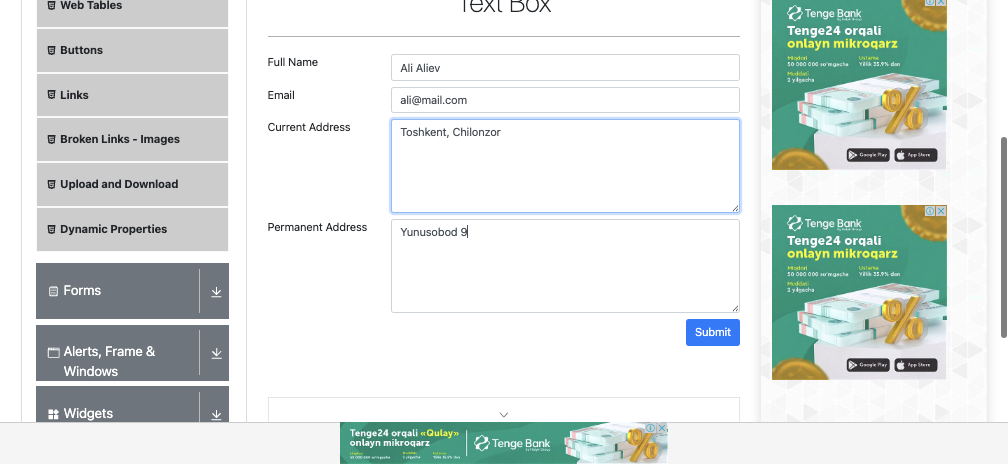 Text Box
Web Tables
Buttons
Links
Broken Links - Images
Upload and Download
Dynamic Properties
Forms
Alerts, Frame &
Windows
Widgets
Full Name
Ali Aliev
Email
ali@mail.com
Current Address
Toshkent, Chilonzor
Permanent Address
Yunusobod 9
Submit
Tenge Bank
Tenge24 orqali
onlayn mikroqarz
Miqdori
50 000 000 so'mgacha
Ustama
Yillik 35.9% dan
Muddati
2 yilgacha
Google Play
App Store
Tenge Bank
Tenge24 orqali
onlayn mikroqarz
Miqdori
50 000 000 so'mgacha
Ustama
Yillik 35.9% dan
Muddati
2 yilgacha
Google Play
App Store
Tenge24 orqali «Qulay»
onlayn mikroqarz
Tenge Bank